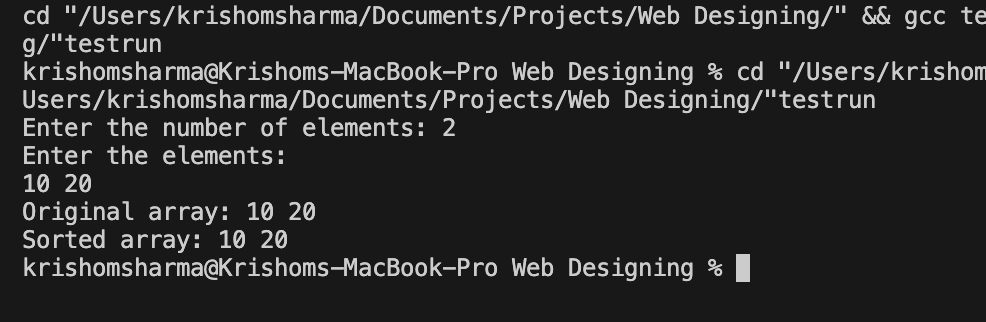 cd "/Users/krishomsharma/Documents/Projects/Web Designing/" && gcc te
g/"testrun
krishomsharma@Krishoms-MacBook-Pro Web Designing % cd "/Users/krishom
Users/krishomsharma/Documents/Projects/Web Designing/"testrun
Enter the number of elements: 2
Enter the elements:
10 20
Original array: 10 20
Sorted array: 10 20
krishomsharma@Krishoms-MacBook-Pro Web Designing %